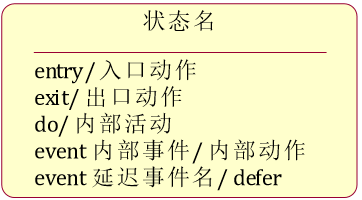 状态名
entry/入口动作
exit/出口动作
do/内部活动
event 内部事件/内部动作
event 延迟事件名/defer